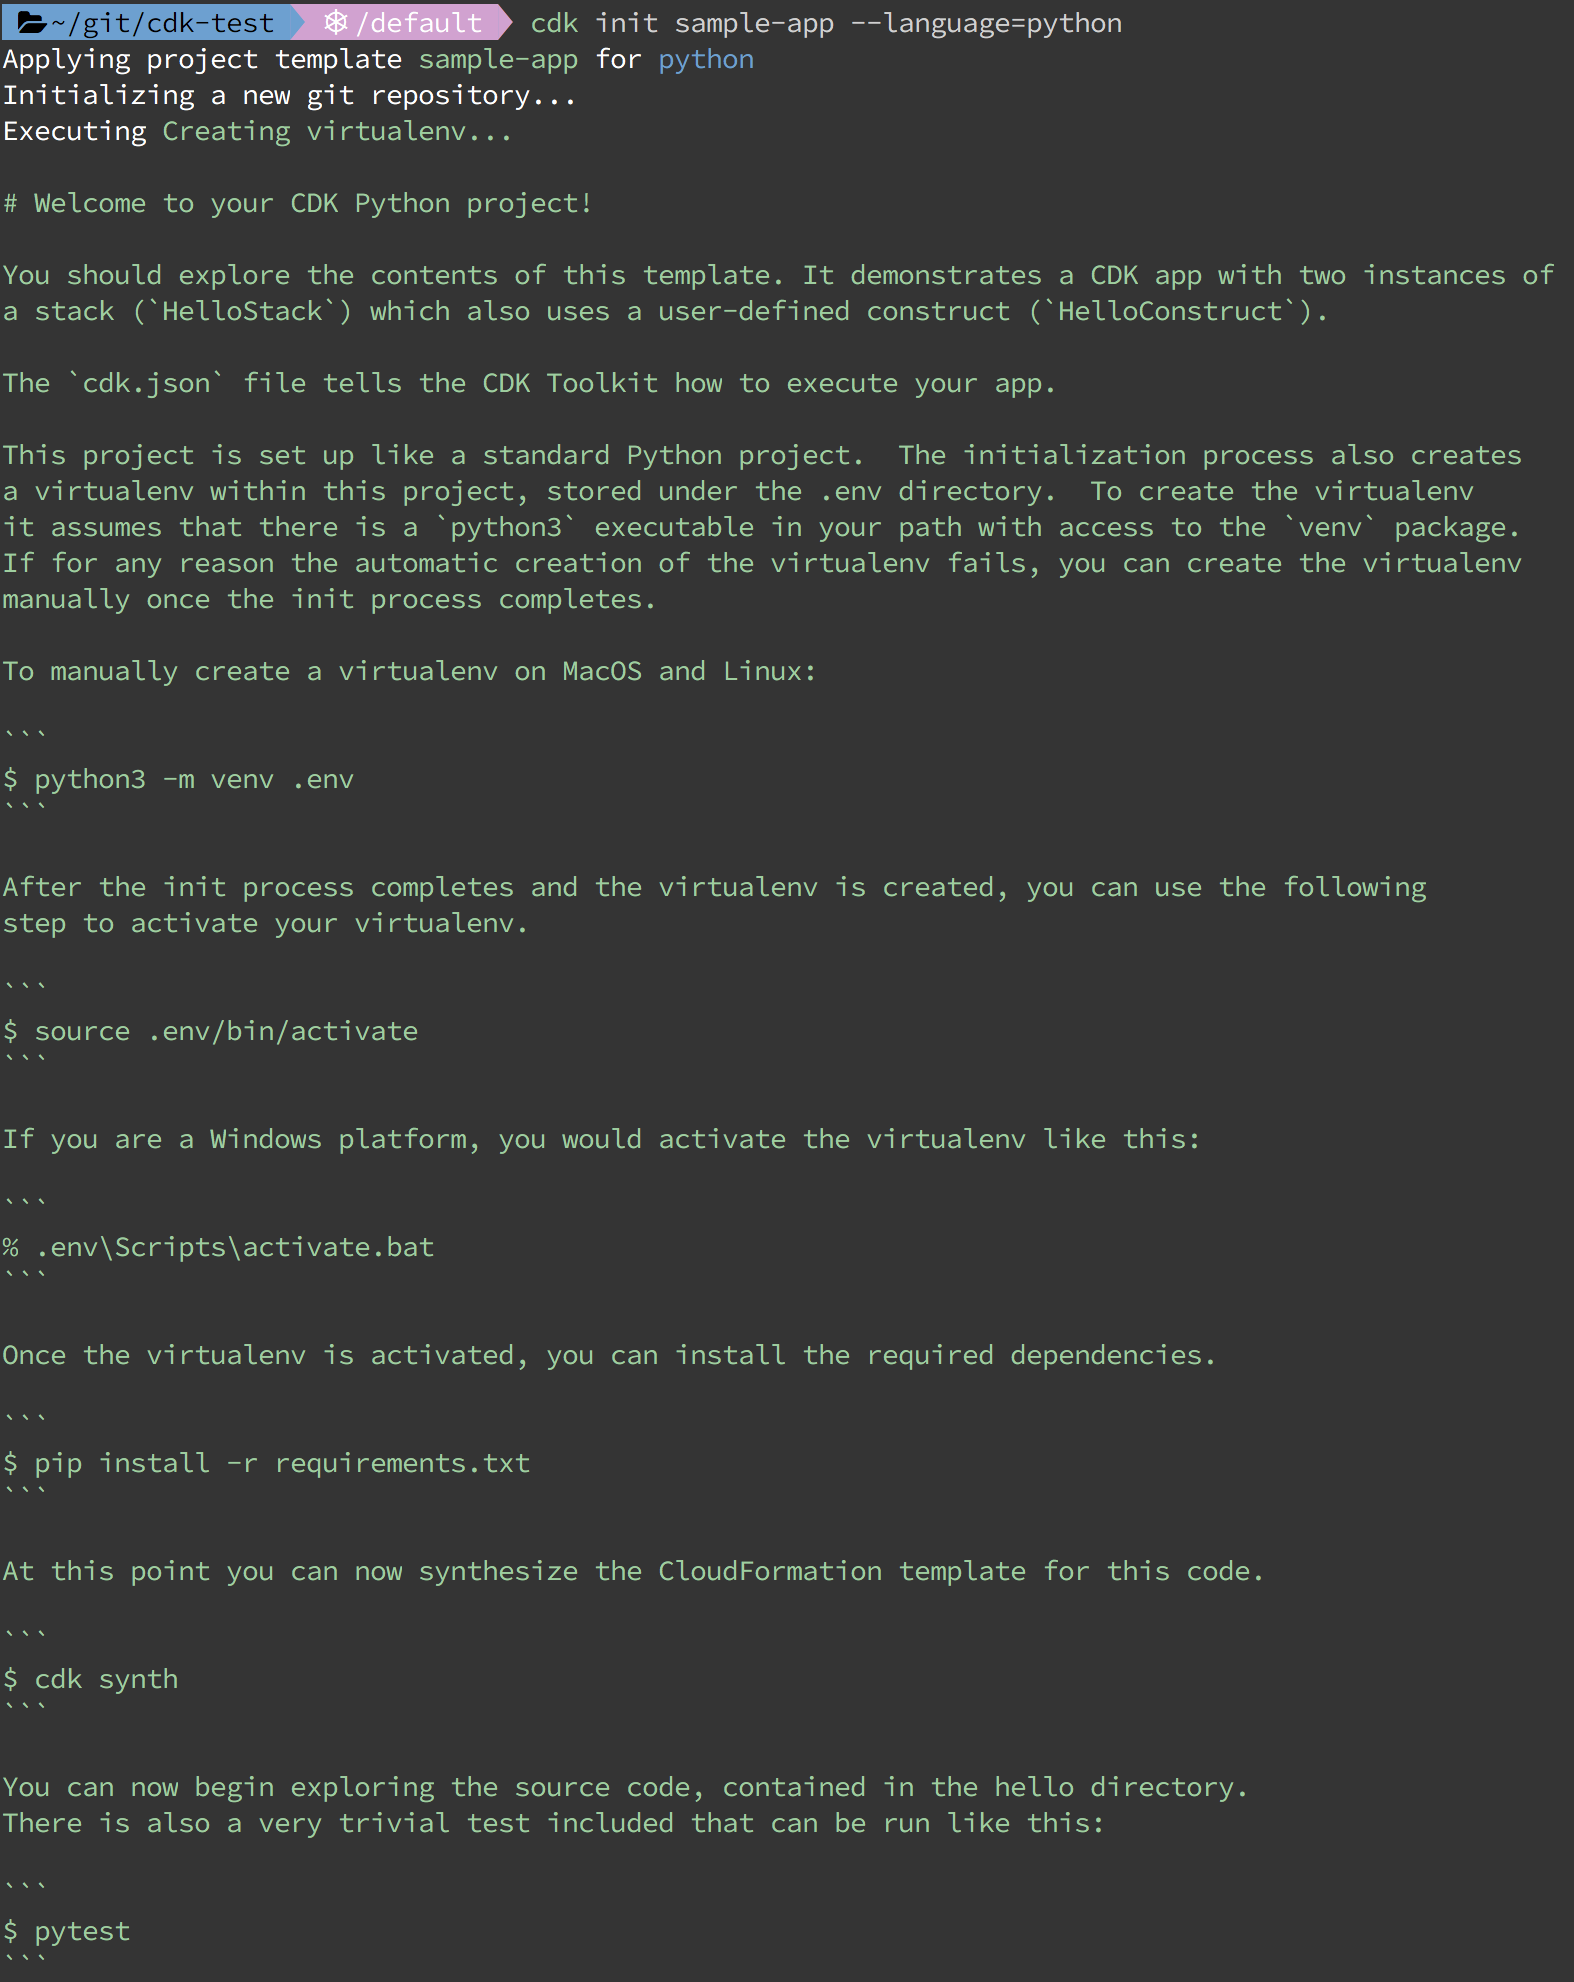 ~/git/cdk-test /default cdk init sample-app --language=python
Applying project template sample-app for python
Initializing a new git repository...
Executing Creating virtualenv...
# Welcome to your CDK Python project!
You should explore the contents of this template. It demonstrates a CDK app with two instances of
a stack (`HelloStack`) which also uses a user-defined construct (`HelloConstruct`).
The `cdk.json` file tells the CDK Toolkit how to execute your app.
This project is set up like a standard Python project.  The initialization process also creates
a virtualenv within this project, stored under the .env directory.  To create the virtualenv
it assumes that there is a `python3` executable in your path with access to the `venv` package.
If for any reason the automatic creation of the virtualenv fails, you can create the virtualenv
manually once the init process completes.
To manually create a virtualenv on MacOS and Linux:
```
$ python3 -m venv .env
```
After the init process completes and the virtualenv is created, you can use the following
step to activate your virtualenv.
```
$ source .env/bin/activate
```
If you are a Windows platform, you would activate the virtualenv like this:
```
% .env\Scripts\activate.bat
```
Once the virtualenv is activated, you can install the required dependencies.
```
$ pip install -r requirements.txt
```
At this point you can now synthesize the CloudFormation template for this code.
```
$ cdk synth
```
You can now begin exploring the source code, contained in the hello directory.
There is also a very trivial test included that can be run like this:
```
$ pytest
```